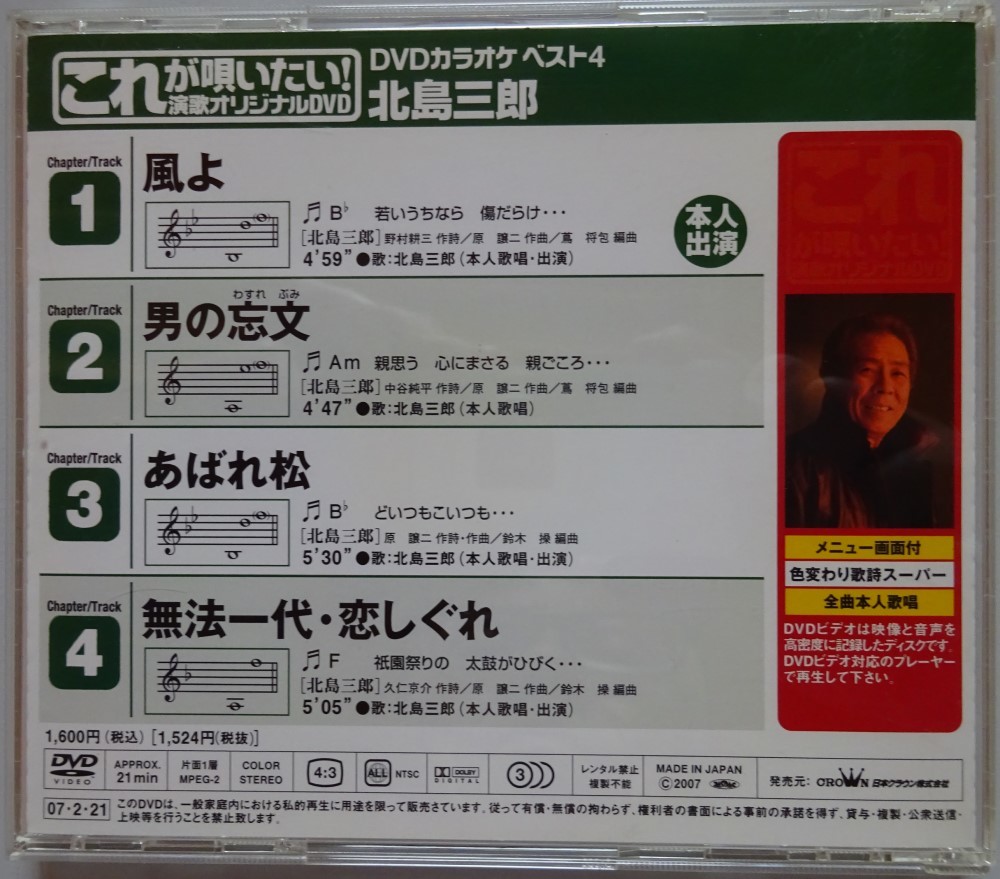 これが唄いたい!
演歌オリジナルDVD
DVDカラオケ ベスト4
北島三郎
Chapter/Track
1
風よ
B♭ 若いうちなら 傷だらけ･･･
[北島三郎] 野村耕三 作詩／原 譲二 作曲／蔦 将包 編曲
4'59" ●歌:北島三郎(本人歌唱･出演)
本人
出演
Chapter/Track
2
わすれ ぶみ
男の忘文
Am 親思う 心にまさる 親ごころ･･･
[北島三郎] 中谷純平 作詩／原 譲二 作曲／蔦 将包 編曲
4'47" ●歌:北島三郎(本人歌唱)
Chapter/Track
3
あばれ松
B♭ どいつもこいつも･･･
[北島三郎] 原 譲二 作詩･作曲／鈴木 操 編曲
5'30" ●歌:北島三郎(本人歌唱･出演)
Chapter/Track
4
無法一代･恋しぐれ
F 祇園祭りの 太鼓がひびく･･･
[北島三郎] 久仁京介 作詩／原 譲二 作曲／鈴木 操 編曲
5'05" ●歌:北島三郎(本人歌唱･出演)
これ
が唄いたい!
演歌オリジナルDVD
メニュー画面付
色変わり歌詩スーパー
全曲本人歌唱
DVDビデオは映像と音声を
高密度に記録したディスクです。
DVDビデオ対応のプレーヤー
で再生して下さい。
1,600円(税込) [1,524円(税抜)]
DVD
VIDEO
APPROX.
21min
片面1層
MPEG-2
COLOR
STEREO
4:3
ALL
NTSC
DOLBY
DIGITAL
3
レンタル禁止
複製不能
MADE IN JAPAN
©2007
発売元: CROWN 日本クラウン株式会社
07･2･21
このDVDは、一般家庭内における私的再生に用途を限って販売さています。従って有償･無償の拘わらず、権利者の書面による事前の承諾を得ず、貸与･複製･公衆送信･
上映等を行うことを禁止致します。